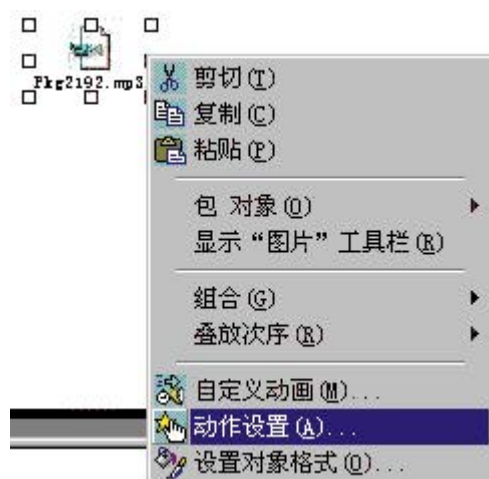 Pkg2192.mp3
剪切(T)
复制(C)
粘贴(P)
包 对象(O)
显示“图片”工具栏(R)
组合(G)
叠放次序(R)
自定义动画(M)...
动作设置(A)...
设置对象格式(O)...